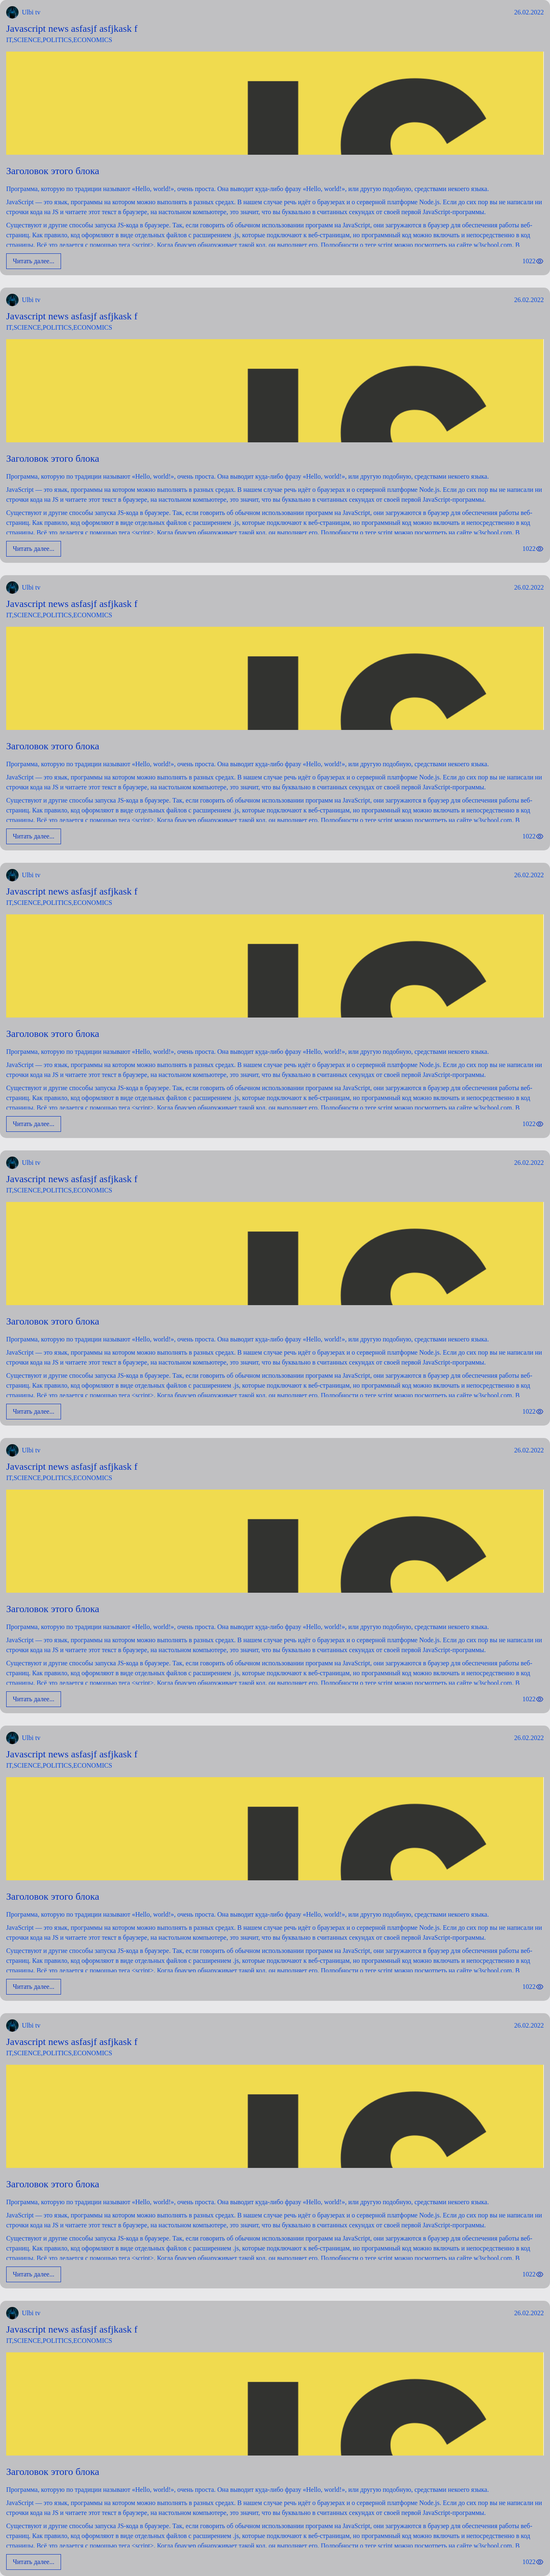 Ulbi tv 26.02.2022
Javascript news asfasjf asfjkask f
IT,SCIENCE,POLITICS,ECONOMICS
JS
Заголовок этого блока
Программа, которую по традиции называют «Hello, world!», очень проста. Она выводит куда-либо фразу «Hello, world!», или другую подобную, средствами некоего языка.
JavaScript — это язык, программы на котором можно выполнять в разных средах. В нашем случае речь идёт о браузерах и о серверной платформе Node.js. Если до сих пор вы не написали ни
строчки кода на JS и читаете этот текст в браузере, на настольном компьютере, это значит, что вы буквально в считанных секундах от своей первой JavaScript-программы.
Существуют и другие способы запуска JS-кода в браузере. Так, если говорить об обычном использовании программ на JavaScript, они загружаются в браузер для обеспечения работы веб-
страниц. Как правило, код оформляют в виде отдельных файлов с расширением .js, которые подключают к веб-страницам, но программный код можно включать и непосредственно в код
страницы. Всё это делается с помощью тега <script>. Когда браузер обнаруживает такой код, он выполняет его. Подробности о теге script можно посмотреть на сайте w3school.com. В
Читать далее... 1022
Ulbi tv 26.02.2022
Javascript news asfasjf asfjkask f
IT,SCIENCE,POLITICS,ECONOMICS
JS
Заголовок этого блока
Программа, которую по традиции называют «Hello, world!», очень проста. Она выводит куда-либо фразу «Hello, world!», или другую подобную, средствами некоего языка.
JavaScript — это язык, программы на котором можно выполнять в разных средах. В нашем случае речь идёт о браузерах и о серверной платформе Node.js. Если до сих пор вы не написали ни
строчки кода на JS и читаете этот текст в браузере, на настольном компьютере, это значит, что вы буквально в считанных секундах от своей первой JavaScript-программы.
Существуют и другие способы запуска JS-кода в браузере. Так, если говорить об обычном использовании программ на JavaScript, они загружаются в браузер для обеспечения работы веб-
страниц. Как правило, код оформляют в виде отдельных файлов с расширением .js, которые подключают к веб-страницам, но программный код можно включать и непосредственно в код
страницы. Всё это делается с помощью тега <script>. Когда браузер обнаруживает такой код, он выполняет его. Подробности о теге script можно посмотреть на сайте w3school.com. В
Читать далее... 1022
Ulbi tv 26.02.2022
Javascript news asfasjf asfjkask f
IT,SCIENCE,POLITICS,ECONOMICS
JS
Заголовок этого блока
Программа, которую по традиции называют «Hello, world!», очень проста. Она выводит куда-либо фразу «Hello, world!», или другую подобную, средствами некоего языка.
JavaScript — это язык, программы на котором можно выполнять в разных средах. В нашем случае речь идёт о браузерах и о серверной платформе Node.js. Если до сих пор вы не написали ни
строчки кода на JS и читаете этот текст в браузере, на настольном компьютере, это значит, что вы буквально в считанных секундах от своей первой JavaScript-программы.
Существуют и другие способы запуска JS-кода в браузере. Так, если говорить об обычном использовании программ на JavaScript, они загружаются в браузер для обеспечения работы веб-
страниц. Как правило, код оформляют в виде отдельных файлов с расширением .js, которые подключают к веб-страницам, но программный код можно включать и непосредственно в код
страницы. Всё это делается с помощью тега <script>. Когда браузер обнаруживает такой код, он выполняет его. Подробности о теге script можно посмотреть на сайте w3school.com. В
Читать далее... 1022
Ulbi tv 26.02.2022
Javascript news asfasjf asfjkask f
IT,SCIENCE,POLITICS,ECONOMICS
JS
Заголовок этого блока
Программа, которую по традиции называют «Hello, world!», очень проста. Она выводит куда-либо фразу «Hello, world!», или другую подобную, средствами некоего языка.
JavaScript — это язык, программы на котором можно выполнять в разных средах. В нашем случае речь идёт о браузерах и о серверной платформе Node.js. Если до сих пор вы не написали ни
строчки кода на JS и читаете этот текст в браузере, на настольном компьютере, это значит, что вы буквально в считанных секундах от своей первой JavaScript-программы.
Существуют и другие способы запуска JS-кода в браузере. Так, если говорить об обычном использовании программ на JavaScript, они загружаются в браузер для обеспечения работы веб-
страниц. Как правило, код оформляют в виде отдельных файлов с расширением .js, которые подключают к веб-страницам, но программный код можно включать и непосредственно в код
страницы. Всё это делается с помощью тега <script>. Когда браузер обнаруживает такой код, он выполняет его. Подробности о теге script можно посмотреть на сайте w3school.com. В
Читать далее... 1022
Ulbi tv 26.02.2022
Javascript news asfasjf asfjkask f
IT,SCIENCE,POLITICS,ECONOMICS
JS
Заголовок этого блока
Программа, которую по традиции называют «Hello, world!», очень проста. Она выводит куда-либо фразу «Hello, world!», или другую подобную, средствами некоего языка.
JavaScript — это язык, программы на котором можно выполнять в разных средах. В нашем случае речь идёт о браузерах и о серверной платформе Node.js. Если до сих пор вы не написали ни
строчки кода на JS и читаете этот текст в браузере, на настольном компьютере, это значит, что вы буквально в считанных секундах от своей первой JavaScript-программы.
Существуют и другие способы запуска JS-кода в браузере. Так, если говорить об обычном использовании программ на JavaScript, они загружаются в браузер для обеспечения работы веб-
страниц. Как правило, код оформляют в виде отдельных файлов с расширением .js, которые подключают к веб-страницам, но программный код можно включать и непосредственно в код
страницы. Всё это делается с помощью тега <script>. Когда браузер обнаруживает такой код, он выполняет его. Подробности о теге script можно посмотреть на сайте w3school.com. В
Читать далее... 1022
Ulbi tv 26.02.2022
Javascript news asfasjf asfjkask f
IT,SCIENCE,POLITICS,ECONOMICS
JS
Заголовок этого блока
Программа, которую по традиции называют «Hello, world!», очень проста. Она выводит куда-либо фразу «Hello, world!», или другую подобную, средствами некоего языка.
JavaScript — это язык, программы на котором можно выполнять в разных средах. В нашем случае речь идёт о браузерах и о серверной платформе Node.js. Если до сих пор вы не написали ни
строчки кода на JS и читаете этот текст в браузере, на настольном компьютере, это значит, что вы буквально в считанных секундах от своей первой JavaScript-программы.
Существуют и другие способы запуска JS-кода в браузере. Так, если говорить об обычном использовании программ на JavaScript, они загружаются в браузер для обеспечения работы веб-
страниц. Как правило, код оформляют в виде отдельных файлов с расширением .js, которые подключают к веб-страницам, но программный код можно включать и непосредственно в код
страницы. Всё это делается с помощью тега <script>. Когда браузер обнаруживает такой код, он выполняет его. Подробности о теге script можно посмотреть на сайте w3school.com. В
Читать далее... 1022
Ulbi tv 26.02.2022
Javascript news asfasjf asfjkask f
IT,SCIENCE,POLITICS,ECONOMICS
JS
Заголовок этого блока
Программа, которую по традиции называют «Hello, world!», очень проста. Она выводит куда-либо фразу «Hello, world!», или другую подобную, средствами некоего языка.
JavaScript — это язык, программы на котором можно выполнять в разных средах. В нашем случае речь идёт о браузерах и о серверной платформе Node.js. Если до сих пор вы не написали ни
строчки кода на JS и читаете этот текст в браузере, на настольном компьютере, это значит, что вы буквально в считанных секундах от своей первой JavaScript-программы.
Существуют и другие способы запуска JS-кода в браузере. Так, если говорить об обычном использовании программ на JavaScript, они загружаются в браузер для обеспечения работы веб-
страниц. Как правило, код оформляют в виде отдельных файлов с расширением .js, которые подключают к веб-страницам, но программный код можно включать и непосредственно в код
страницы. Всё это делается с помощью тега <script>. Когда браузер обнаруживает такой код, он выполняет его. Подробности о теге script можно посмотреть на сайте w3school.com. В
Читать далее... 1022
Ulbi tv 26.02.2022
Javascript news asfasjf asfjkask f
IT,SCIENCE,POLITICS,ECONOMICS
JS
Заголовок этого блока
Программа, которую по традиции называют «Hello, world!», очень проста. Она выводит куда-либо фразу «Hello, world!», или другую подобную, средствами некоего языка.
JavaScript — это язык, программы на котором можно выполнять в разных средах. В нашем случае речь идёт о браузерах и о серверной платформе Node.js. Если до сих пор вы не написали ни
строчки кода на JS и читаете этот текст в браузере, на настольном компьютере, это значит, что вы буквально в считанных секундах от своей первой JavaScript-программы.
Существуют и другие способы запуска JS-кода в браузере. Так, если говорить об обычном использовании программ на JavaScript, они загружаются в браузер для обеспечения работы веб-
страниц. Как правило, код оформляют в виде отдельных файлов с расширением .js, которые подключают к веб-страницам, но программный код можно включать и непосредственно в код
страницы. Всё это делается с помощью тега <script>. Когда браузер обнаруживает такой код, он выполняет его. Подробности о теге script можно посмотреть на сайте w3school.com. В
Читать далее... 1022
Ulbi tv 26.02.2022
Javascript news asfasjf asfjkask f
IT,SCIENCE,POLITICS,ECONOMICS
JS
Заголовок этого блока
Программа, которую по традиции называют «Hello, world!», очень проста. Она выводит куда-либо фразу «Hello, world!», или другую подобную, средствами некоего языка.
JavaScript — это язык, программы на котором можно выполнять в разных средах. В нашем случае речь идёт о браузерах и о серверной платформе Node.js. Если до сих пор вы не написали ни
строчки кода на JS и читаете этот текст в браузере, на настольном компьютере, это значит, что вы буквально в считанных секундах от своей первой JavaScript-программы.
Существуют и другие способы запуска JS-кода в браузере. Так, если говорить об обычном использовании программ на JavaScript, они загружаются в браузер для обеспечения работы веб-
страниц. Как правило, код оформляют в виде отдельных файлов с расширением .js, которые подключают к веб-страницам, но программный код можно включать и непосредственно в код
страницы. Всё это делается с помощью тега <script>. Когда браузер обнаруживает такой код, он выполняет его. Подробности о теге script можно посмотреть на сайте w3school.com. В
Читать далее... 1022